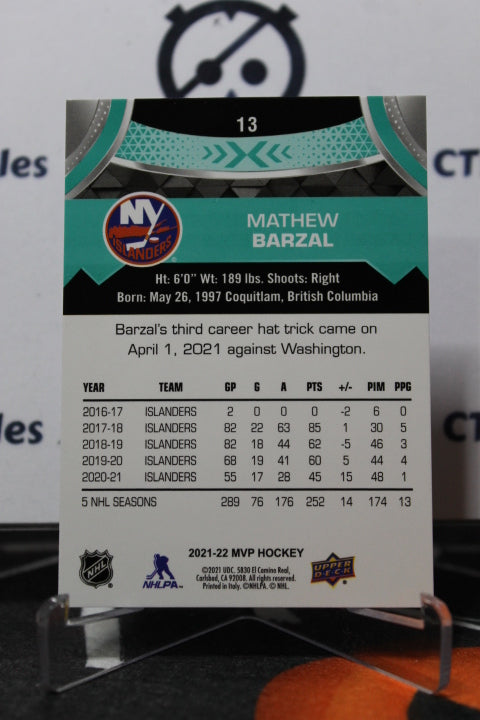 13
CT
bles
NY
ISLANDERS
MATHEW
BARZAL
Ht: 6'0" Wt: 189 lbs. Shoots: Right
Born: May 26, 1997 Coquitlam, British Columbia
Barzal's third career hat trick came on
April 1, 2021 against Washington.
YEAR TEAM GP G A PTS +/- PIM PPG
2016-17 ISLANDERS 2 0 0 0 -2 6 0
2017-18 ISLANDERS 82 22 63 85 1 30 5
2018-19 ISLANDERS 82 18 44 62 -5 46 3
2019-20 ISLANDERS 68 19 41 60 5 44 4
2020-21 ISLANDERS 55 17 28 45 15 48 1
5 NHL SEASONS 289 76 176 252 14 174 13
les
CT
2021-22 MVP HOCKEY
©2021 UDC. 5830 El Camino Real,
Carlsbad, CA 92008. All rights reserved.
Printed in Italy. ©NHLPA. © NHL.
NHL
NHLPA
UPPER
DECK